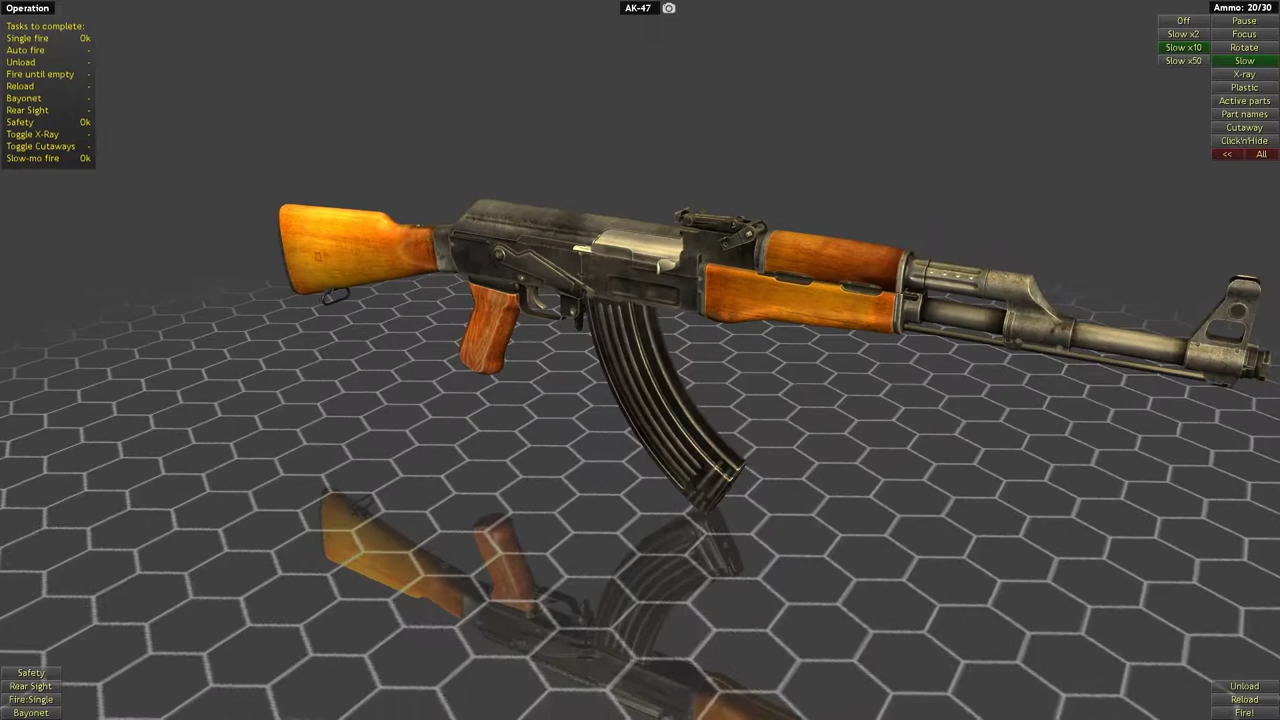 Operation
Tasks to complete:
Single fire Ok
Auto fire -
Unload -
Fire until empty -
Reload -
Bayonet -
Rear Sight -
Safety Ok
Toggle X-Ray -
Toggle Cutaways -
Slow-mo fire Ok
AK-47
Ammo: 20/30
Off Pause
Slow x2 Focus
Slow x10 Rotate
Slow x50 Slow
X-ray
Plastic
Active parts
Part names
Cutaway
Click'n'Hide
<< All
Safety
Rear Sight
Fire:Single
Bayonet
Unload
Reload
Fire!